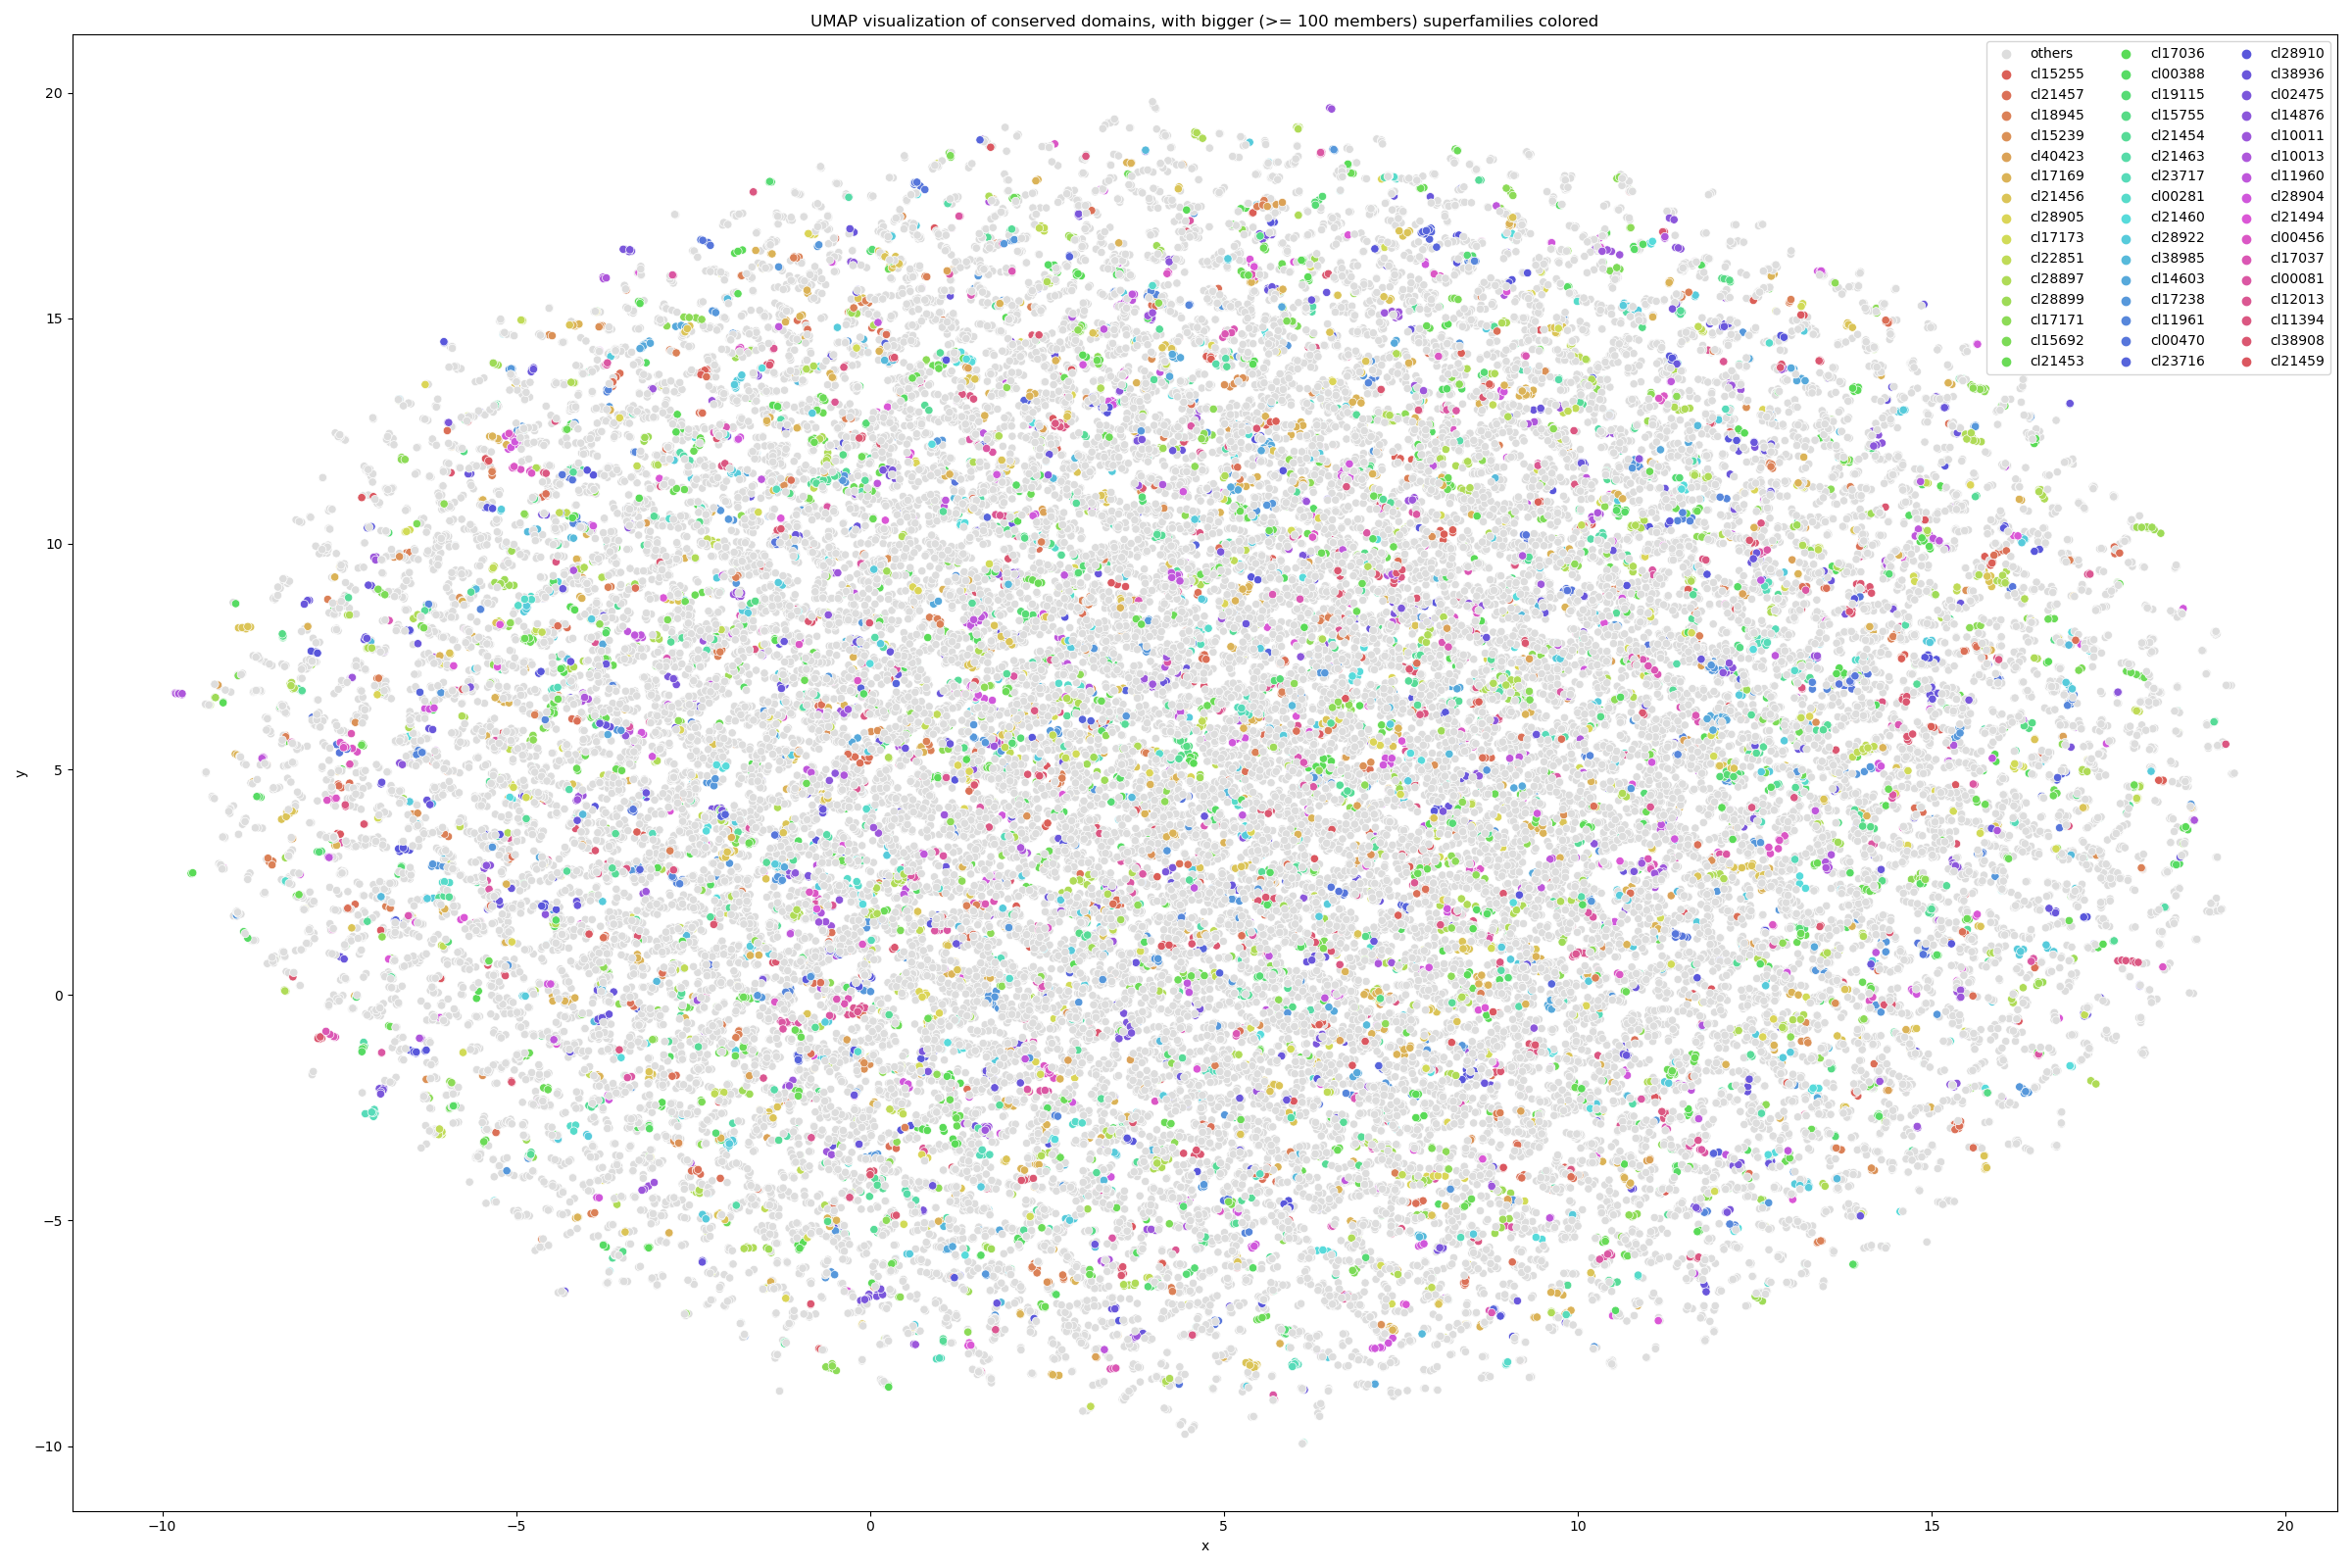 UMAP visualization of conserved domains, with bigger (>= 100 members) superfamilies colored
others
cl15255
cl21457
cl18945
cl15239
cl40423
cl17169
cl21456
cl28905
cl17173
cl22851
cl28897
cl28899
cl17171
cl15692
cl21453
cl17036
cl00388
cl19115
cl15755
cl21454
cl21463
cl23717
cl00281
cl21460
cl28922
cl38985
cl14603
cl17238
cl11961
cl00470
cl23716
cl28910
cl38936
cl02475
cl14876
cl10011
cl10013
cl11960
cl28904
cl21494
cl00456
cl17037
cl00081
cl12013
cl11394
cl38908
cl21459
y
20
15
10
5
0
−5
−10
−10 −5 0 5 10 15 20
x